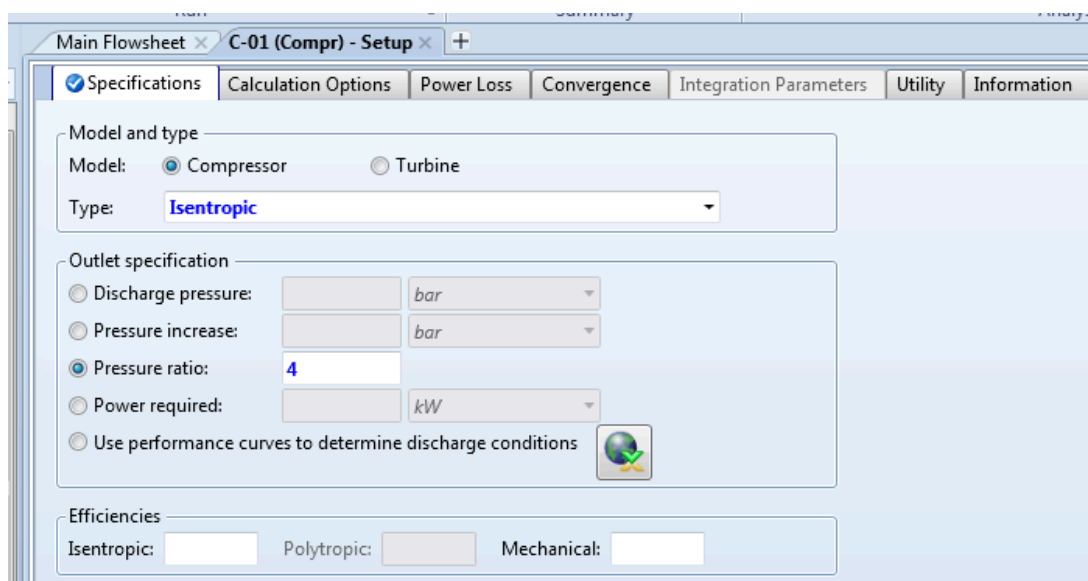 Run Summary
Main Flowsheet C-01 (Compr) - Setup
Specifications Calculation Options Power Loss Convergence Integration Parameters Utility Information
Model and type
Model: Compressor Turbine
Type: Isentropic
Outlet specification
Discharge pressure: bar
Pressure increase: bar
Pressure ratio: 4
Power required: kW
Use performance curves to determine discharge conditions
Efficiencies
Isentropic: Polytropic: Mechanical: